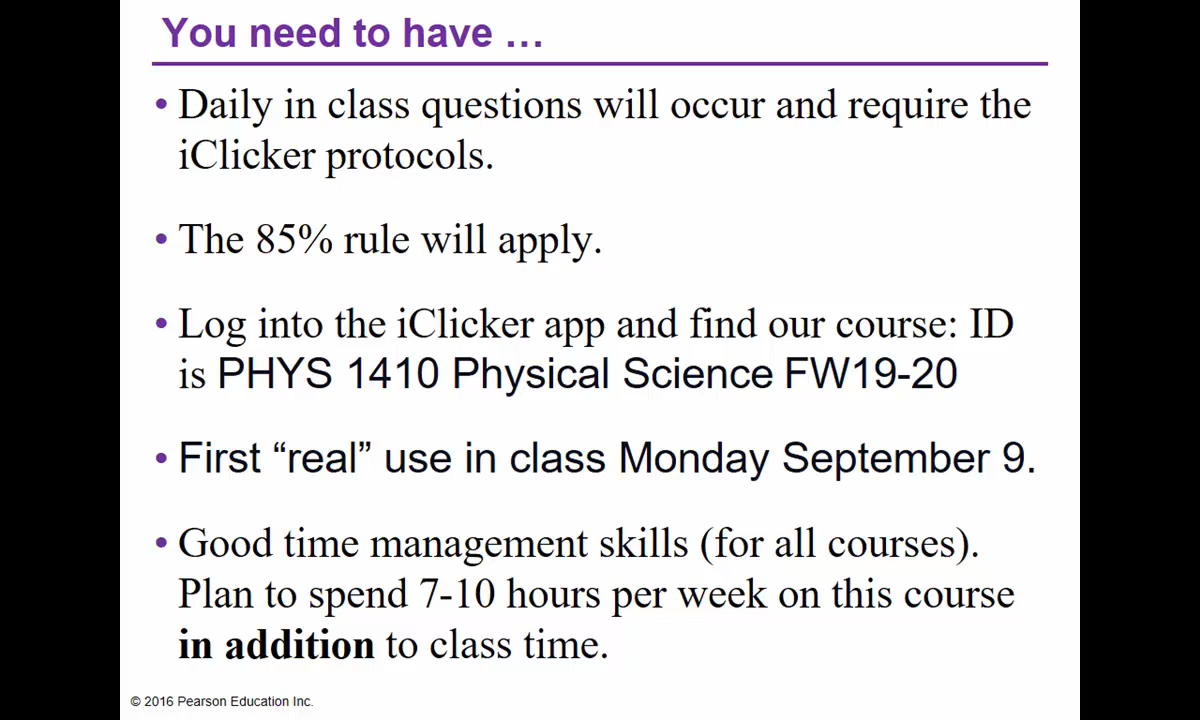 You need to have …
• Daily in class questions will occur and require the
iClicker protocols.
• The 85% rule will apply.
• Log into the iClicker app and find our course: ID
is PHYS 1410 Physical Science FW19-20
• First “real” use in class Monday September 9.
• Good time management skills (for all courses).
Plan to spend 7-10 hours per week on this course
in addition to class time.
© 2016 Pearson Education Inc.